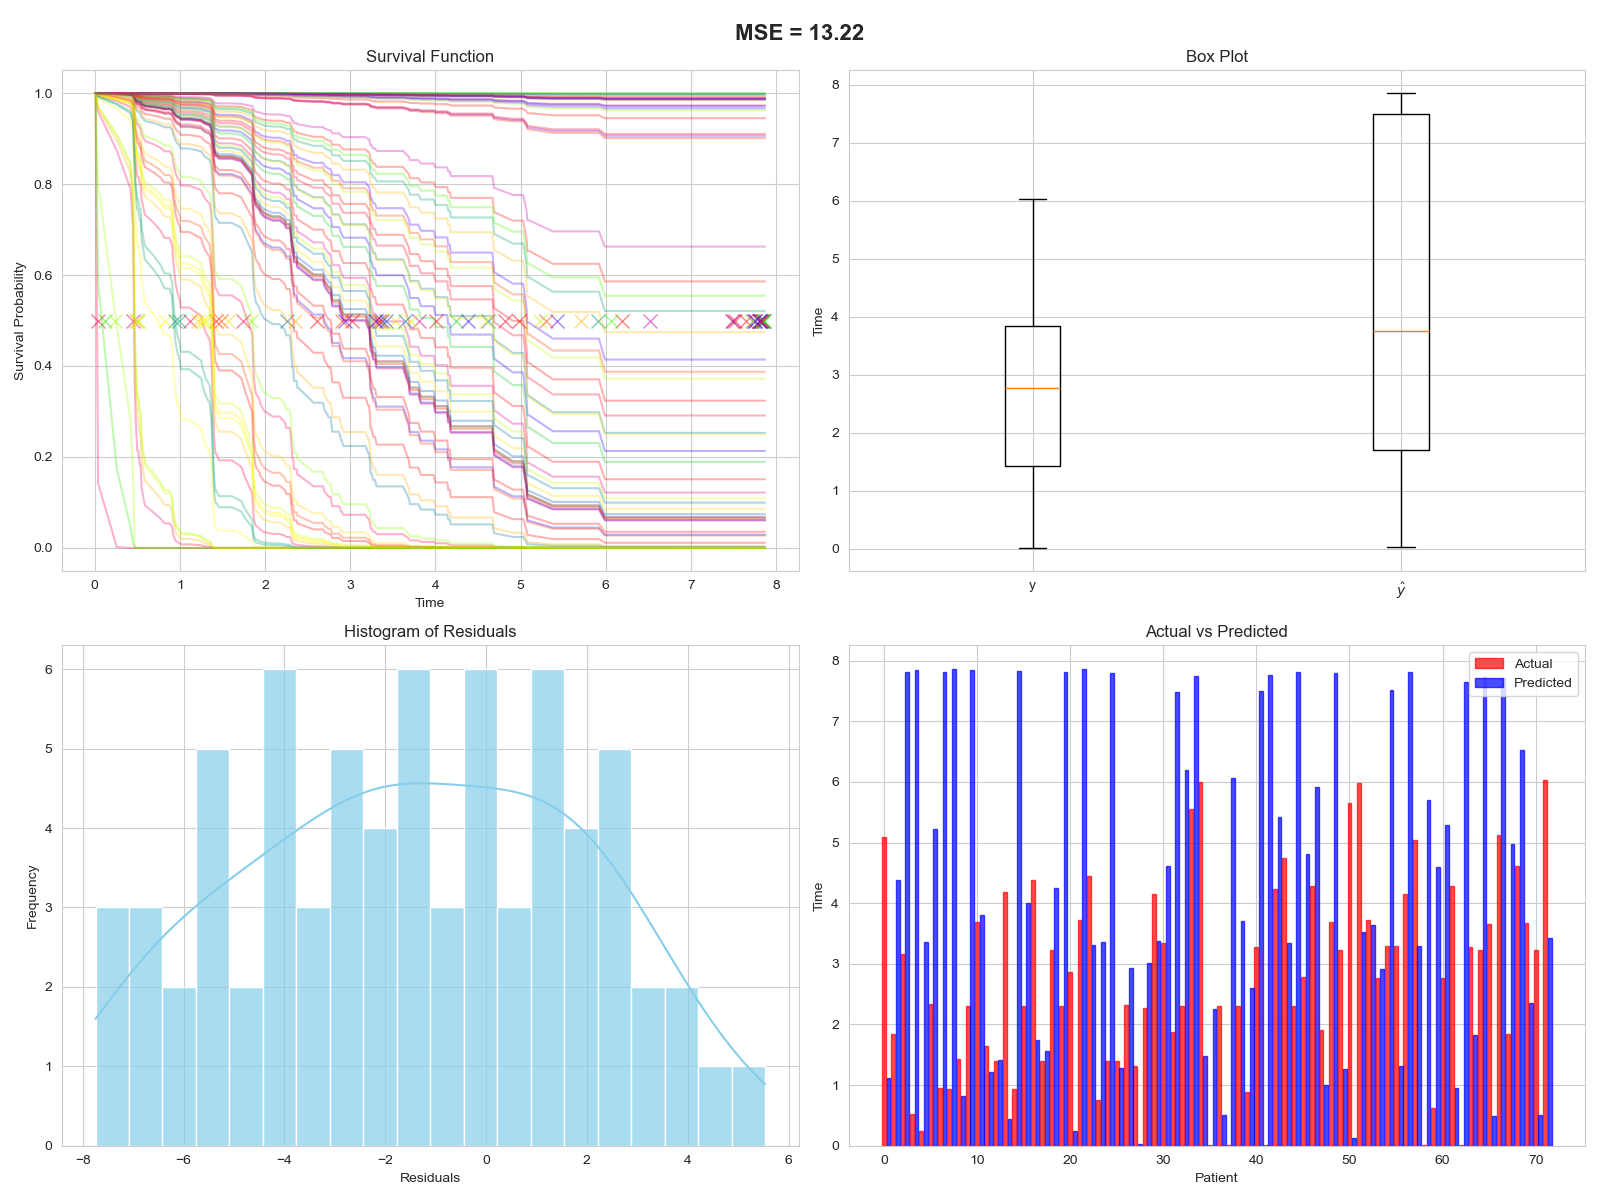 MSE = 13.22
Survival Function
1.0
0.8
0.6
0.4
0.2
0.0
Survival Probability
0 1 2 3 4 5 6 7 8
Time
Box Plot
8
7
6
5
4
3
2
1
0
Time
y ŷ
Histogram of Residuals
6
5
4
3
2
1
0
Frequency
−8 −6 −4 −2 0 2 4 6
Residuals
Actual vs Predicted
8
7
6
5
4
3
2
1
0
Time
Actual
Predicted
0 10 20 30 40 50 60 70
Patient